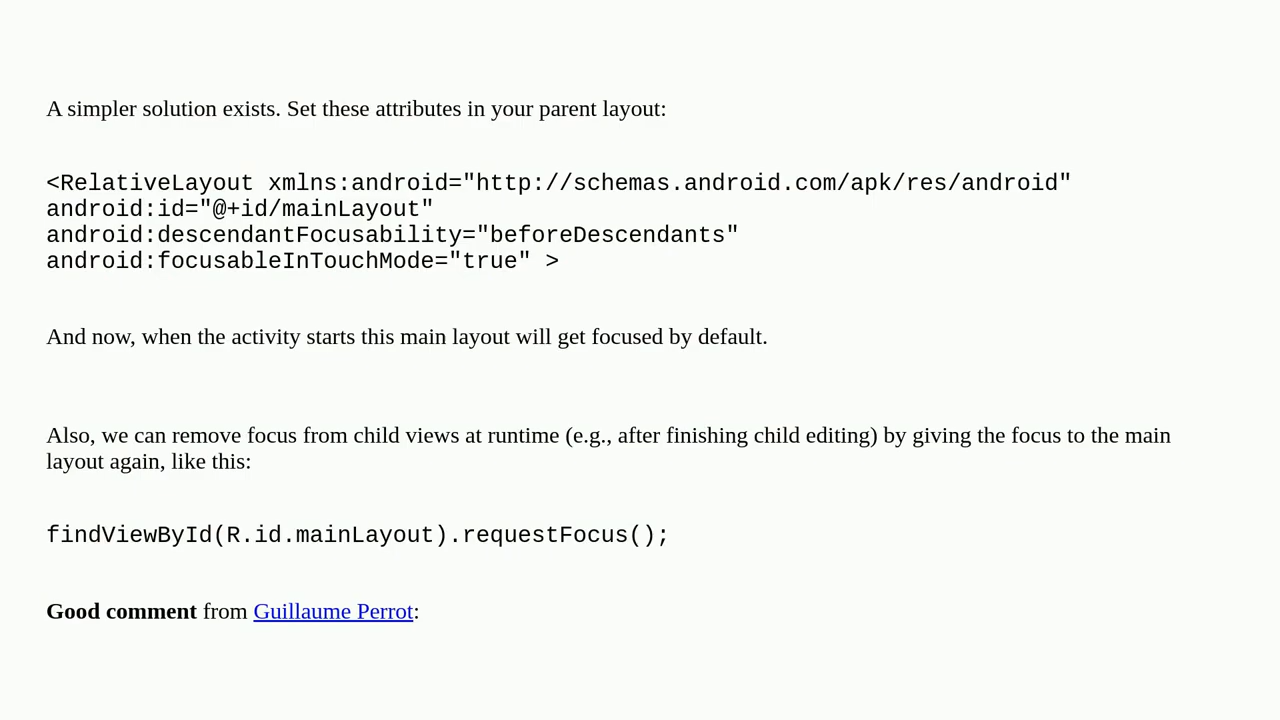 A simpler solution exists. Set these attributes in your parent layout:
<RelativeLayout xmlns:android="http://schemas.android.com/apk/res/android"
android:id="@+id/mainLayout"
android:descendantFocusability="beforeDescendants"
android:focusableInTouchMode="true" >
And now, when the activity starts this main layout will get focused by default.
Also, we can remove focus from child views at runtime (e.g., after finishing child editing) by giving the focus to the main
layout again, like this:
findViewById(R.id.mainLayout).requestFocus();
Good comment from Guillaume Perrot: